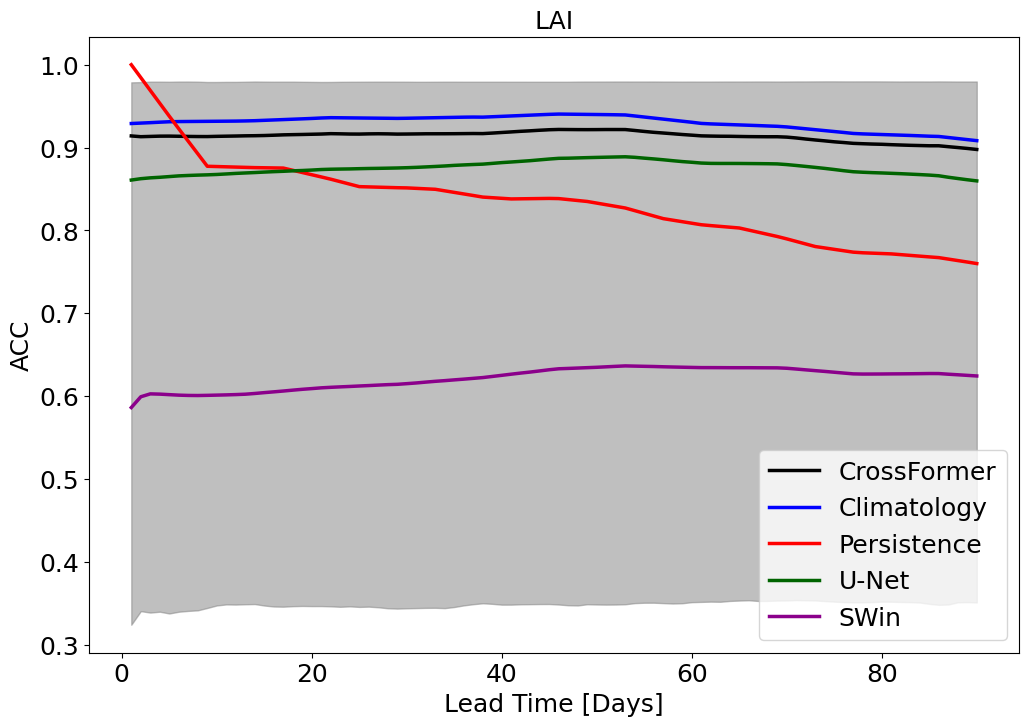 LAI
ACC
1.0
0.9
0.8
0.7
0.6
0.5
0.4
0.3
CrossFormer
Climatology
Persistence
U-Net
SWin
0 20 40 60 80
Lead Time [Days]